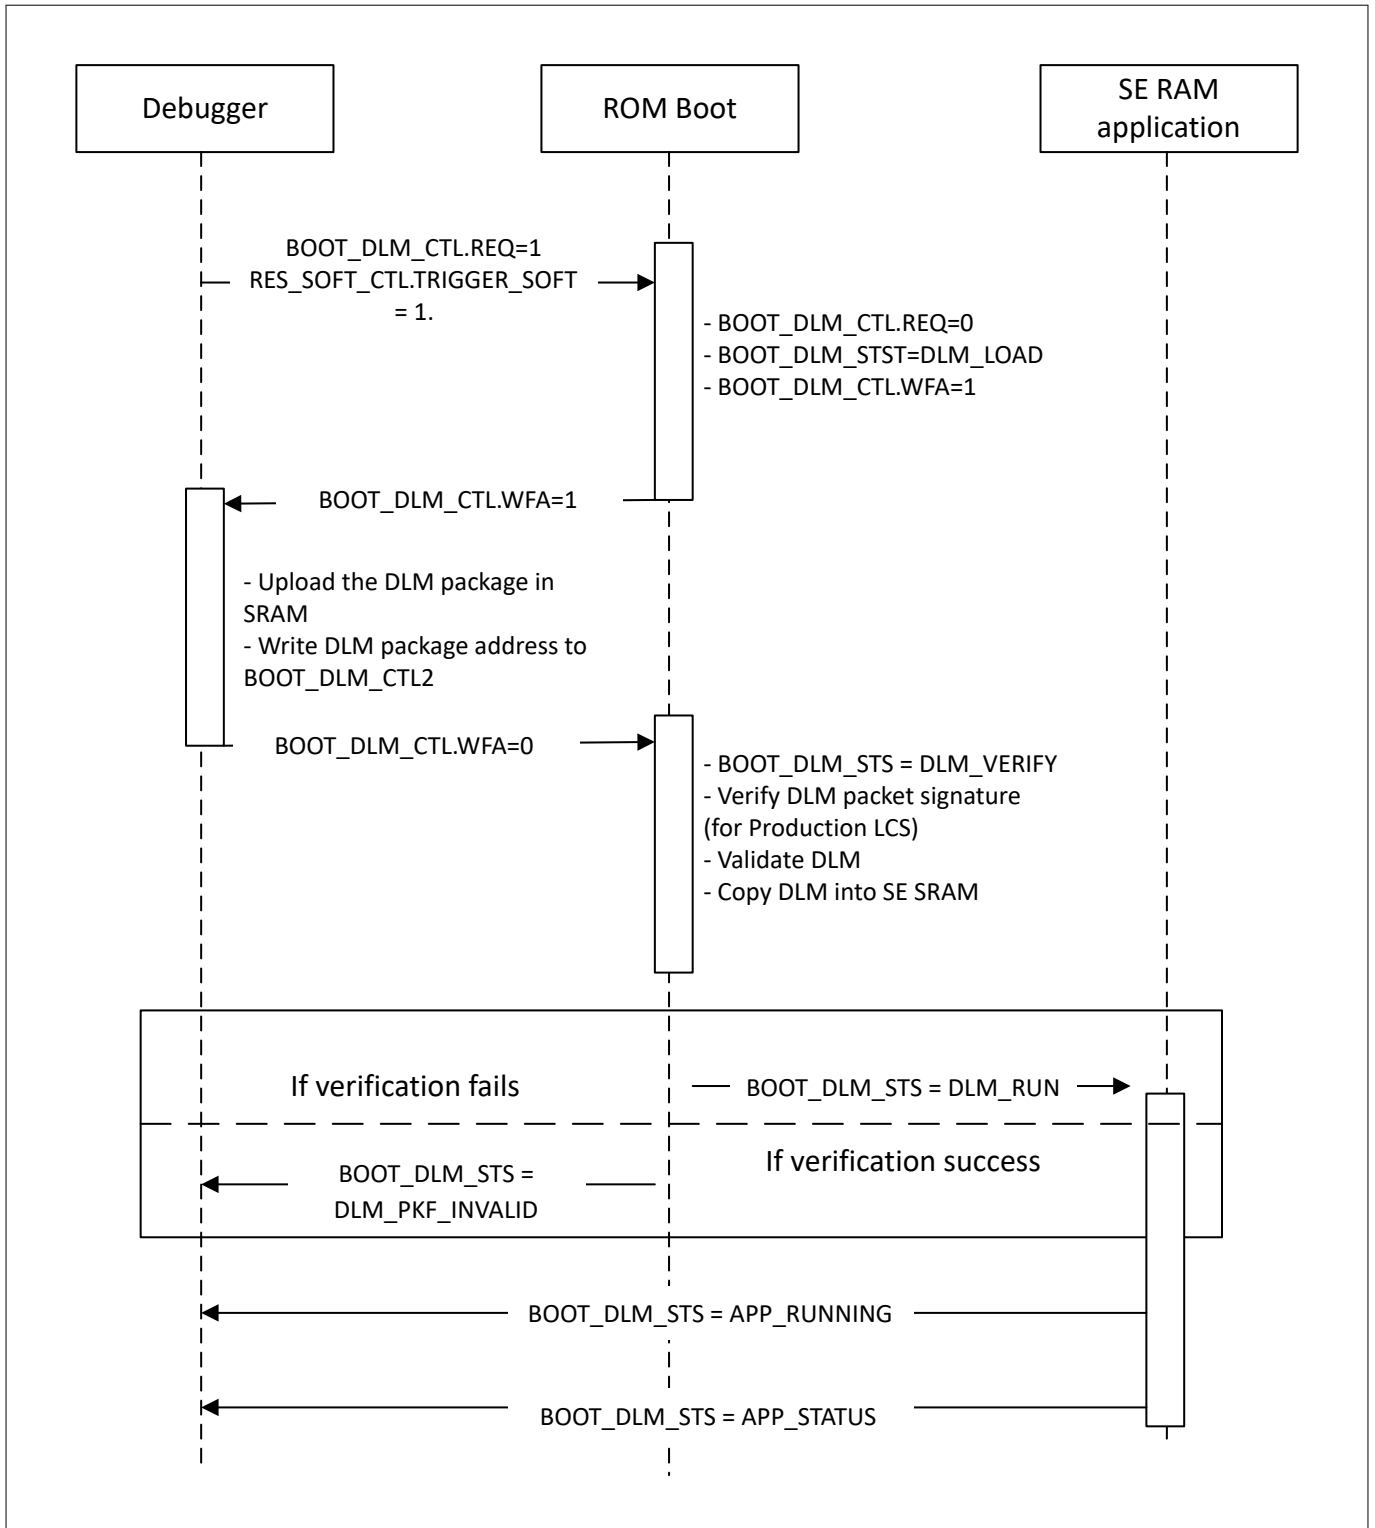 Debugger
ROM Boot
SE RAM
application
BOOT_DLM_CTL.REQ=1
RES_SOFT_CTL.TRIGGER_SOFT
= 1.
- BOOT_DLM_CTL.REQ=0
- BOOT_DLM_STST=DLM_LOAD
- BOOT_DLM_CTL.WFA=1
BOOT_DLM_CTL.WFA=1
- Upload the DLM package in
SRAM
- Write DLM package address to
BOOT_DLM_CTL2
BOOT_DLM_CTL.WFA=0
- BOOT_DLM_STS = DLM_VERIFY
- Verify DLM packet signature
(for Production LCS)
- Validate DLM
- Copy DLM into SE SRAM
If verification fails
BOOT_DLM_STS = DLM_RUN
If verification success
BOOT_DLM_STS =
DLM_PKF_INVALID
BOOT_DLM_STS = APP_RUNNING
BOOT_DLM_STS = APP_STATUS